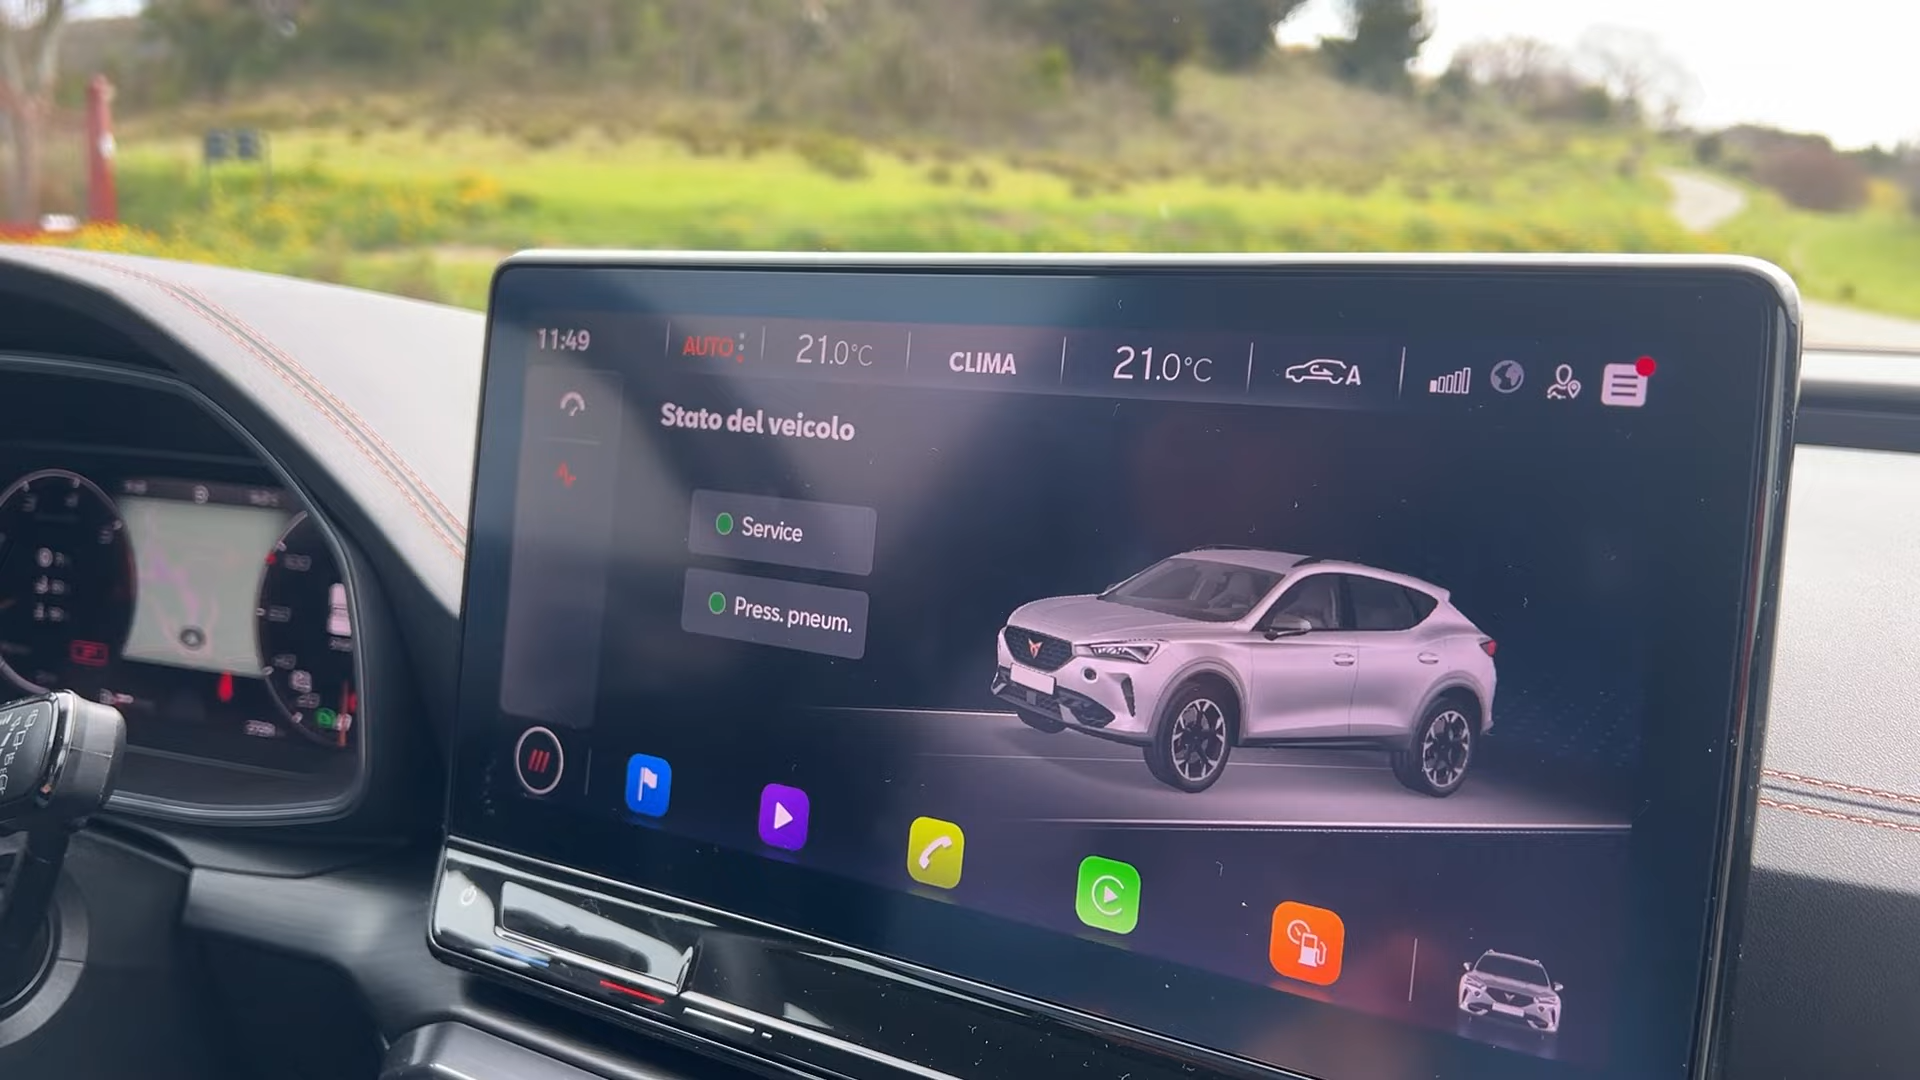 11:49 AUTO 21.0°C CLIMA 21.0°C A
Stato del veicolo
Service
Press. pneum.